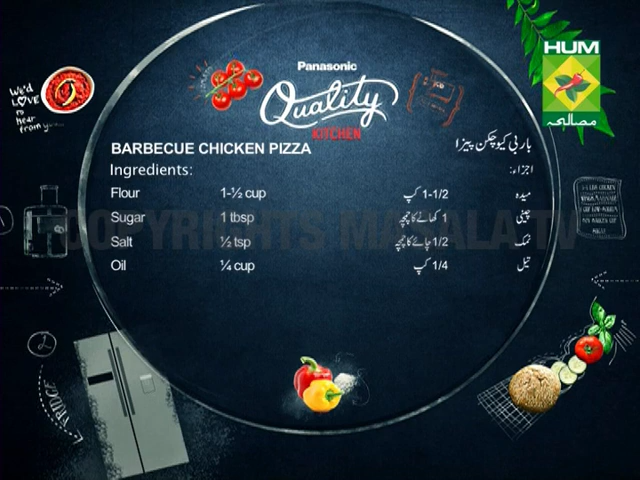 Panasonic
Quality
KITCHEN
HUM
مصالحہ
We'd
LOVE
to
hear
from you
BARBECUE CHICKEN PIZZA
باربی کیو چکن پیزا
Ingredients:
اجزاء:
Flour 1-½ cup
1-1/2 کپ میدہ
Sugar 1 tbsp
1 کھانے کا چمچ چینی
Salt ½ tsp
1/2 چائے کا چمچ نمک
Oil ¼ cup
1/4 کپ تیل
COPYRIGHTS MASALA TV
FRIDGE